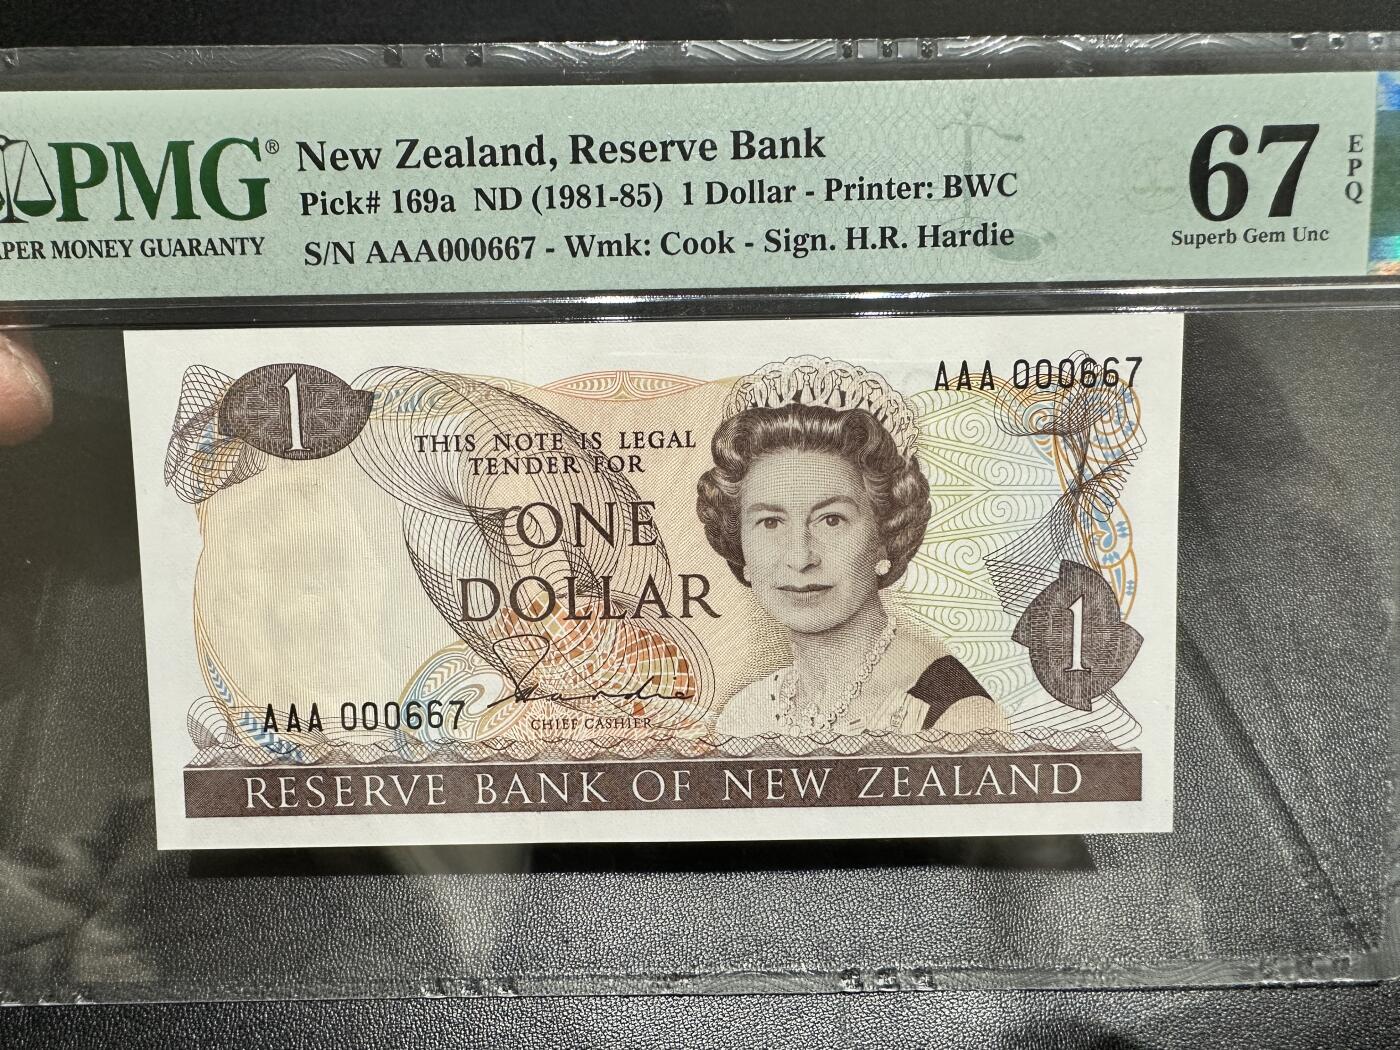 PMG®
PAPER MONEY GUARANTY
New Zealand, Reserve Bank
Pick# 169a ND (1981-85) 1 Dollar - Printer: BWC
S/N AAA000667 - Wmk: Cook - Sign. H.R. Hardie
67
EPQ
Superb Gem Unc
1
AAA 000667
THIS NOTE IS LEGAL
TENDER FOR
ONE
DOLLAR
1
Hardie
AAA 000667
CHIEF CASHIER
RESERVE BANK OF NEW ZEALAND